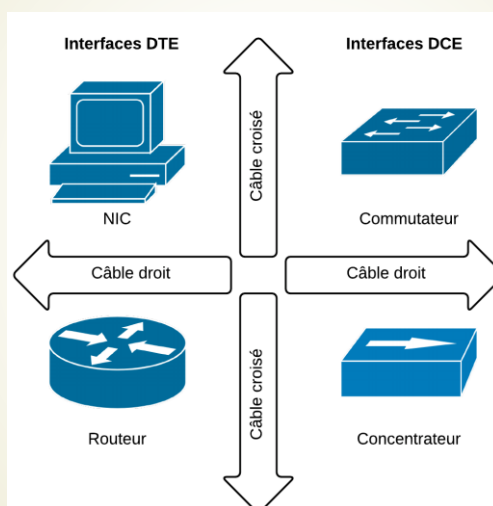 Interfaces DTE
Interfaces DCE
Câble croisé
NIC
Commutateur
Câble droit
Câble droit
Câble croisé
Routeur
Concentrateur